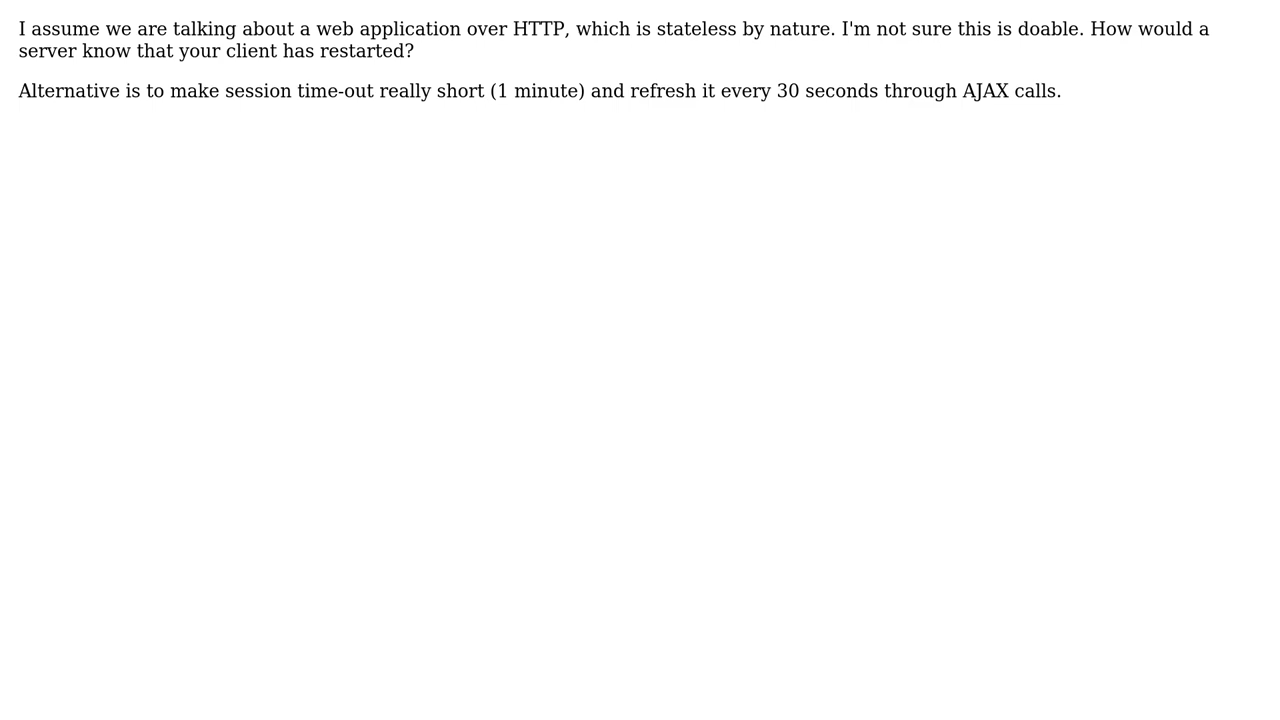 I assume we are talking about a web application over HTTP, which is stateless by nature. I'm not sure this is doable. How would a
server know that your client has restarted?
Alternative is to make session time-out really short (1 minute) and refresh it every 30 seconds through AJAX calls.